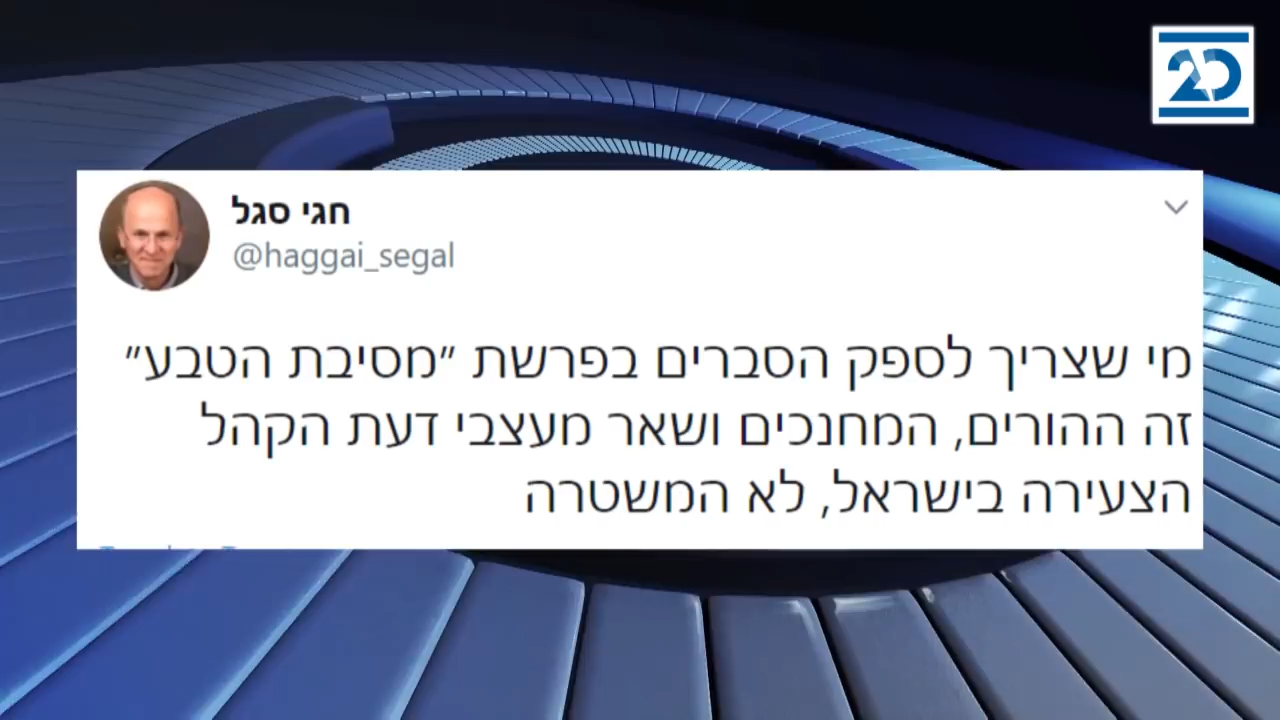 20
חגי סגל
@haggai_segal
מי שצריך לספק הסברים בפרשת ״מסיבת הטבע״
זה ההורים, המחנכים ושאר מעצבי דעת הקהל
הצעירה בישראל, לא המשטרה